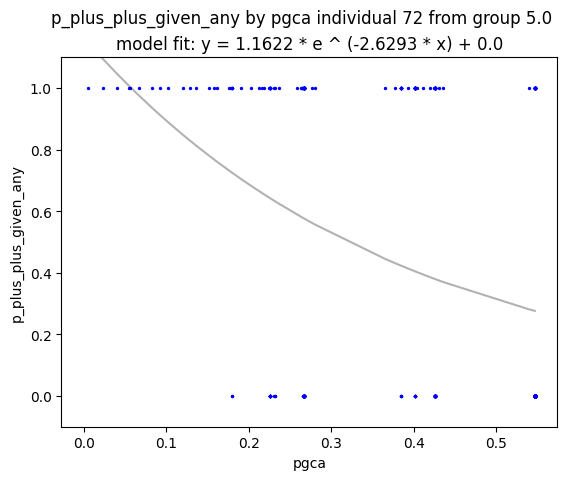 p_plus_plus_given_any by pgca individual 72 from group 5.0
model fit: y = 1.1622 * e ^ (-2.6293 * x) + 0.0
1.0
0.8
0.6
0.4
0.2
0.0
p_plus_plus_given_any
0.0 0.1 0.2 0.3 0.4 0.5
pgca